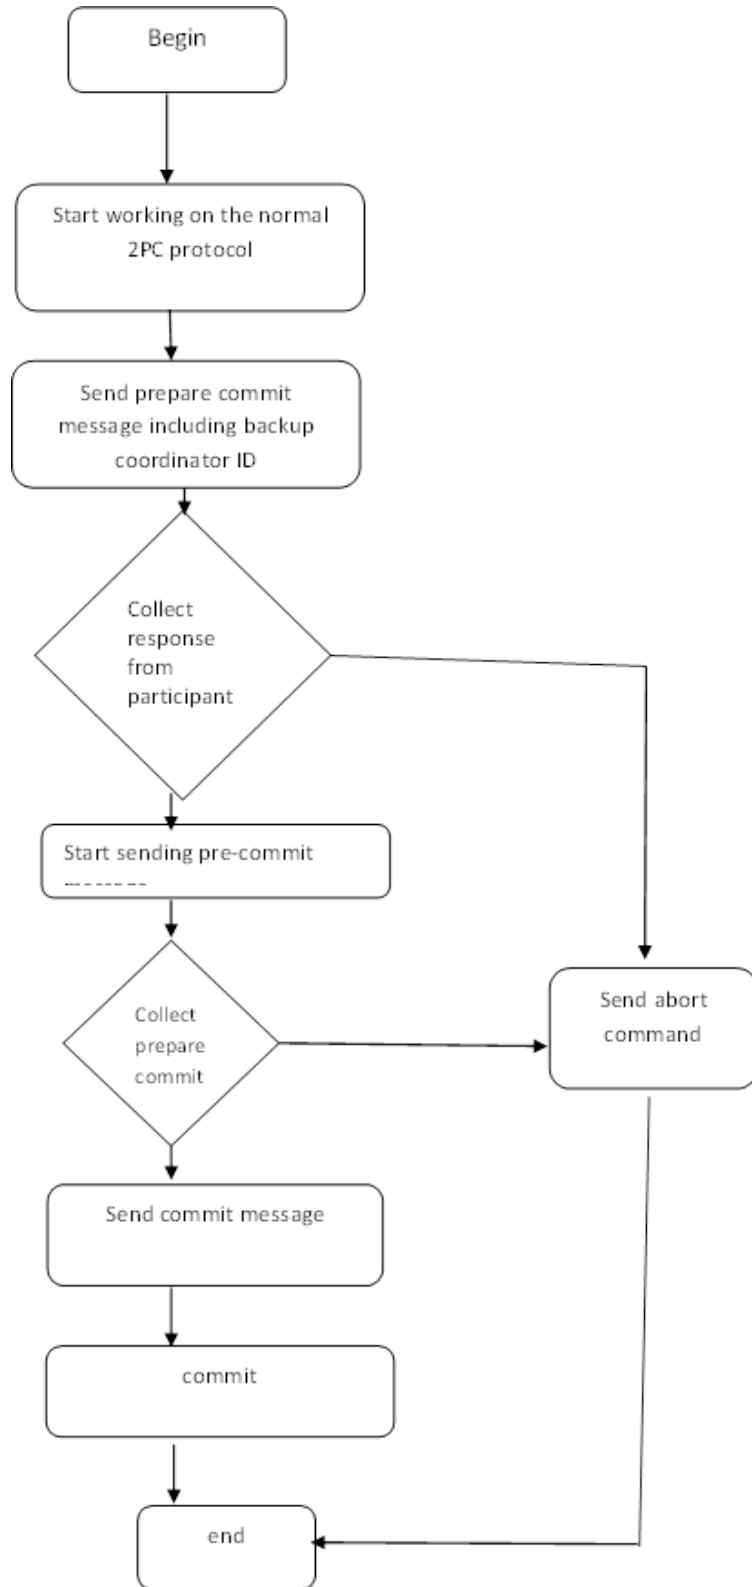 Begin
Start working on the normal
2PC protocol
Send prepare commit
message including backup
coordinator ID
Collect
response
from
participant
Start sending pre-commit
Collect
prepare
commit
Send abort
command
Send commit message
commit
end